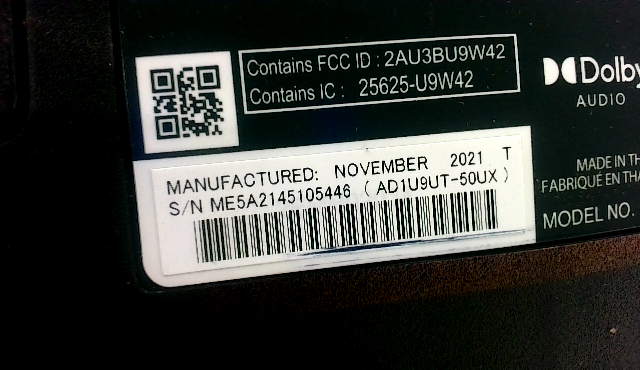 Contains FCC ID : 2AU3BU9W42
Contains IC : 25625-U9W42
Dolby
AUDIO
MANUFACTURED: NOVEMBER 2021 T
S/N ME5A2145105446 ( AD1U9UT-50UX )
MADE IN TH
FABRIQUÉ EN THA
MODEL NO.